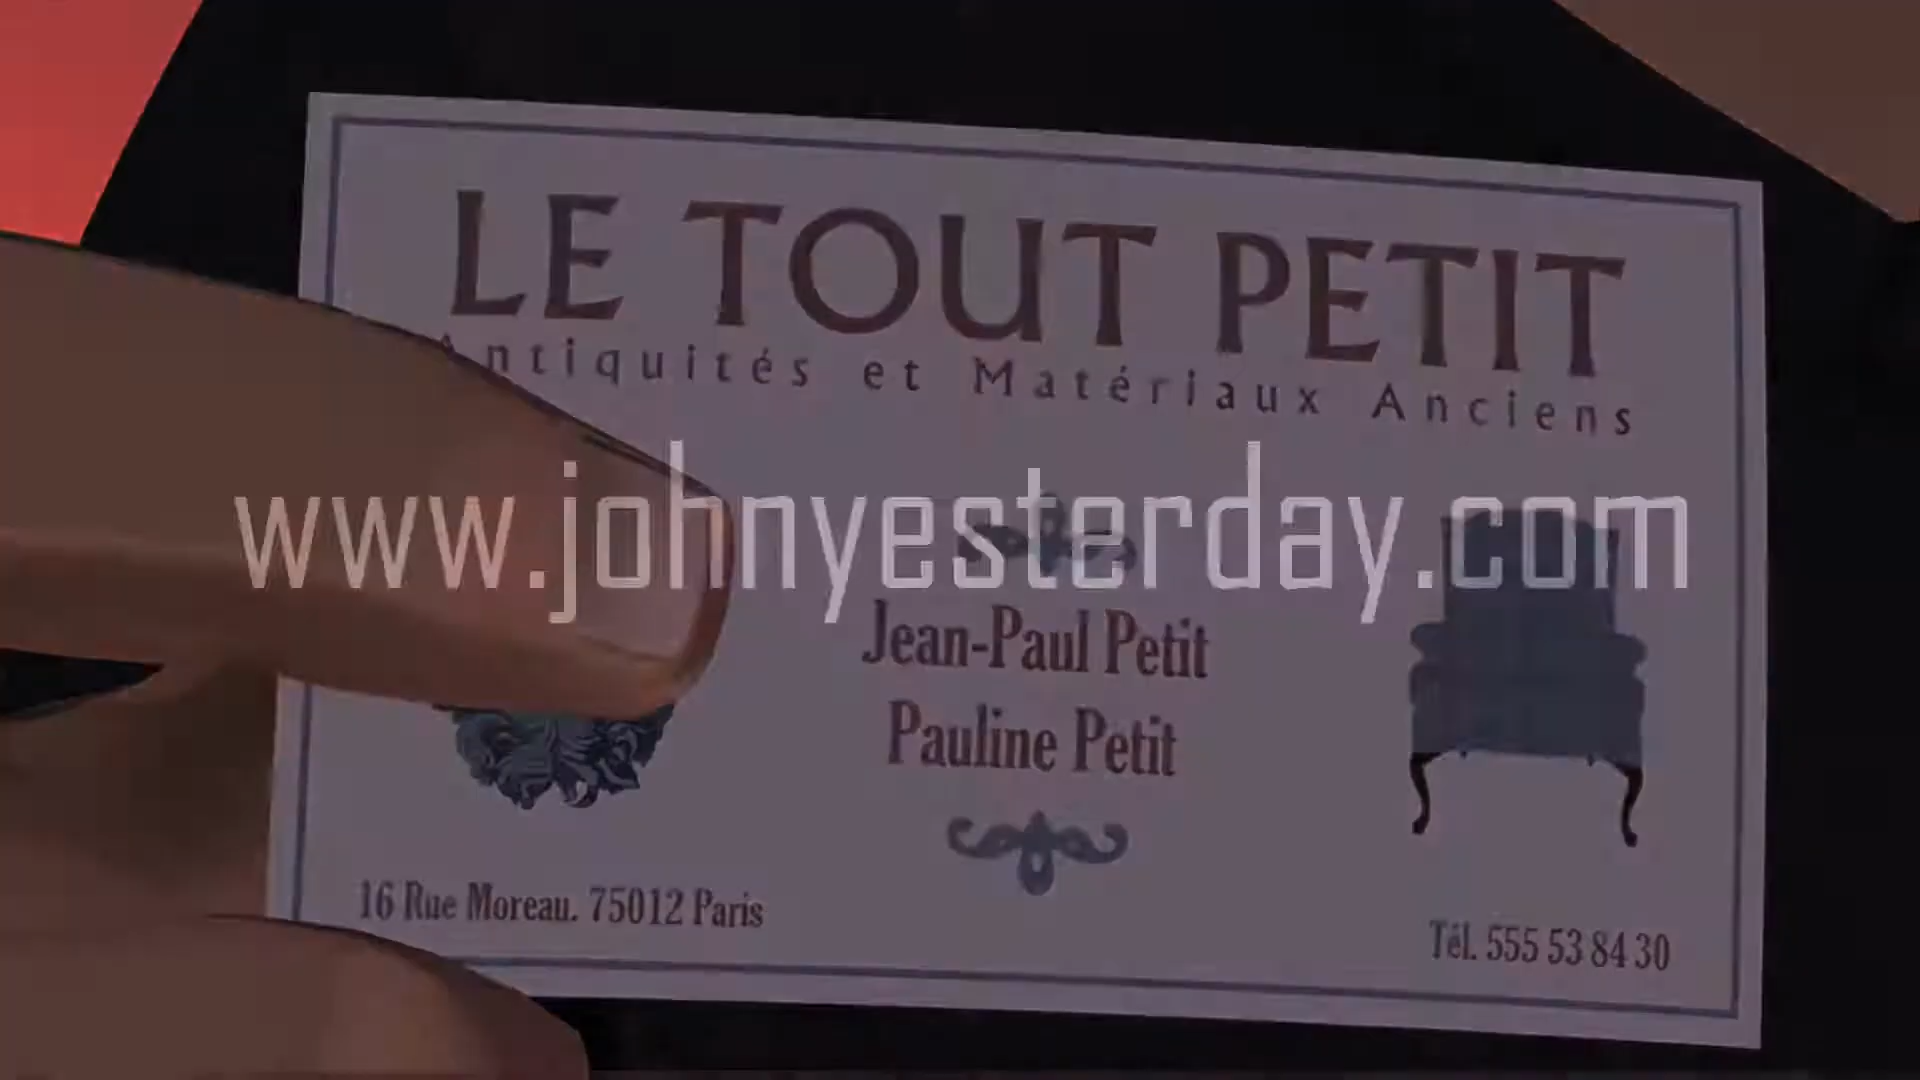 LE TOUT PETIT
Antiquités et Matériaux Anciens
www.johnyesterday.com
Jean-Paul Petit
Pauline Petit
16 Rue Moreau. 75012 Paris
Tél. 555 53 84 30